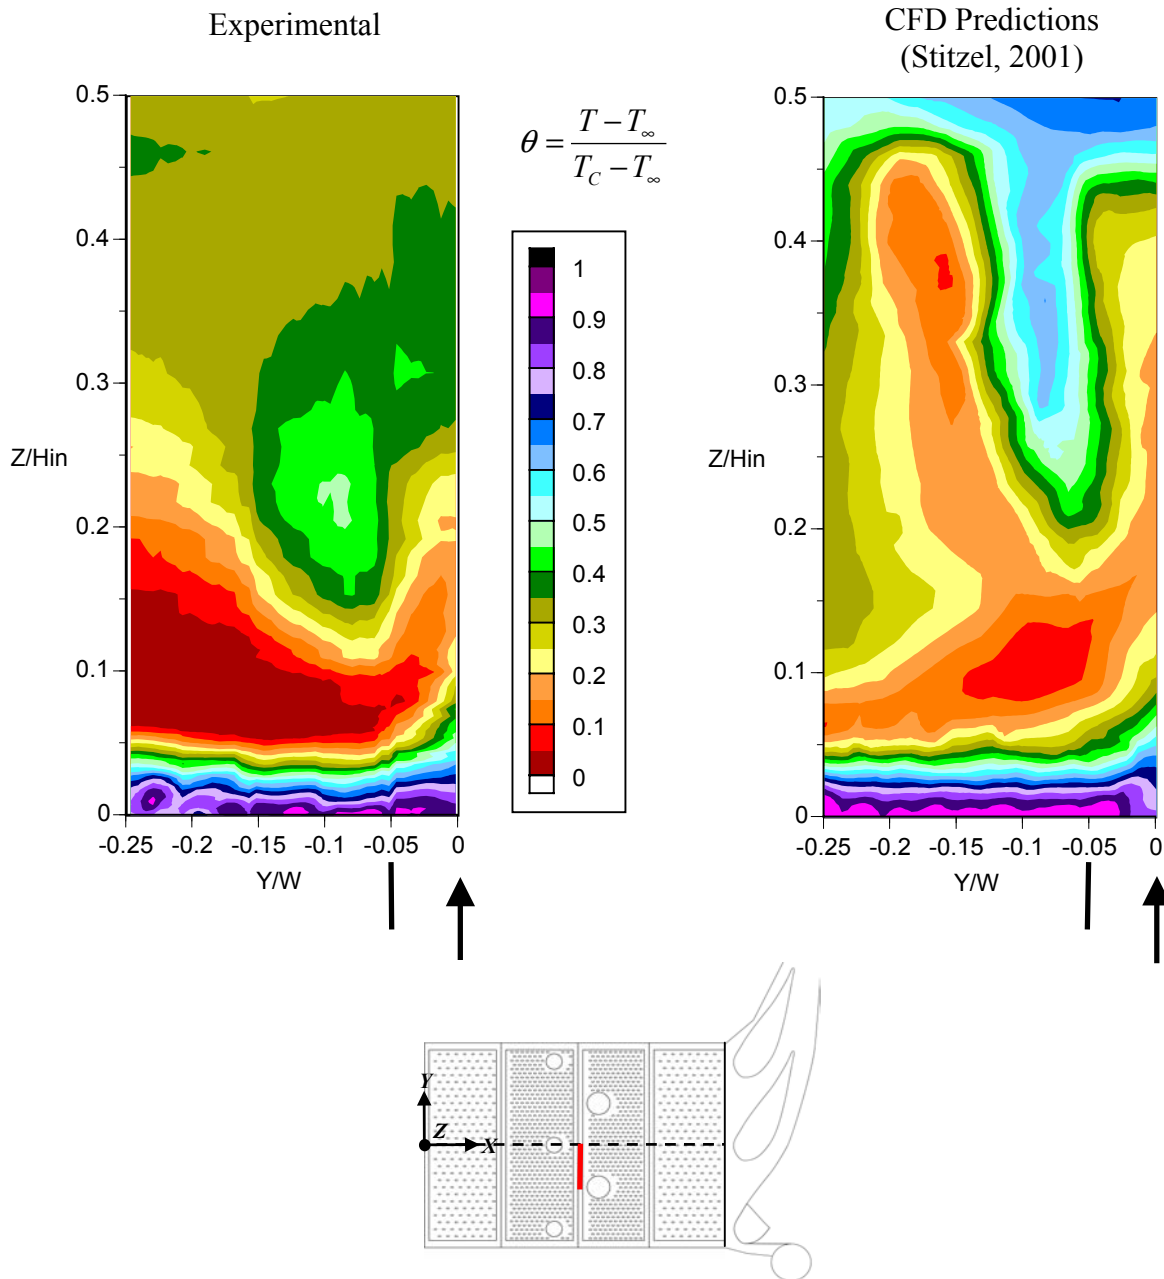 Experimental
CFD Predictions
(Stitzel, 2001)
θ = (T − T∞) / (T_C − T∞)
0.5
0.4
0.3
Z/Hin
0.2
0.1
0
-0.25 -0.2 -0.15 -0.1 -0.05 0
Y/W
1
0.9
0.8
0.7
0.6
0.5
0.4
0.3
0.2
0.1
0
0.5
0.4
0.3
Z/Hin
0.2
0.1
0
-0.25 -0.2 -0.15 -0.1 -0.05 0
Y/W
Y
Z
X